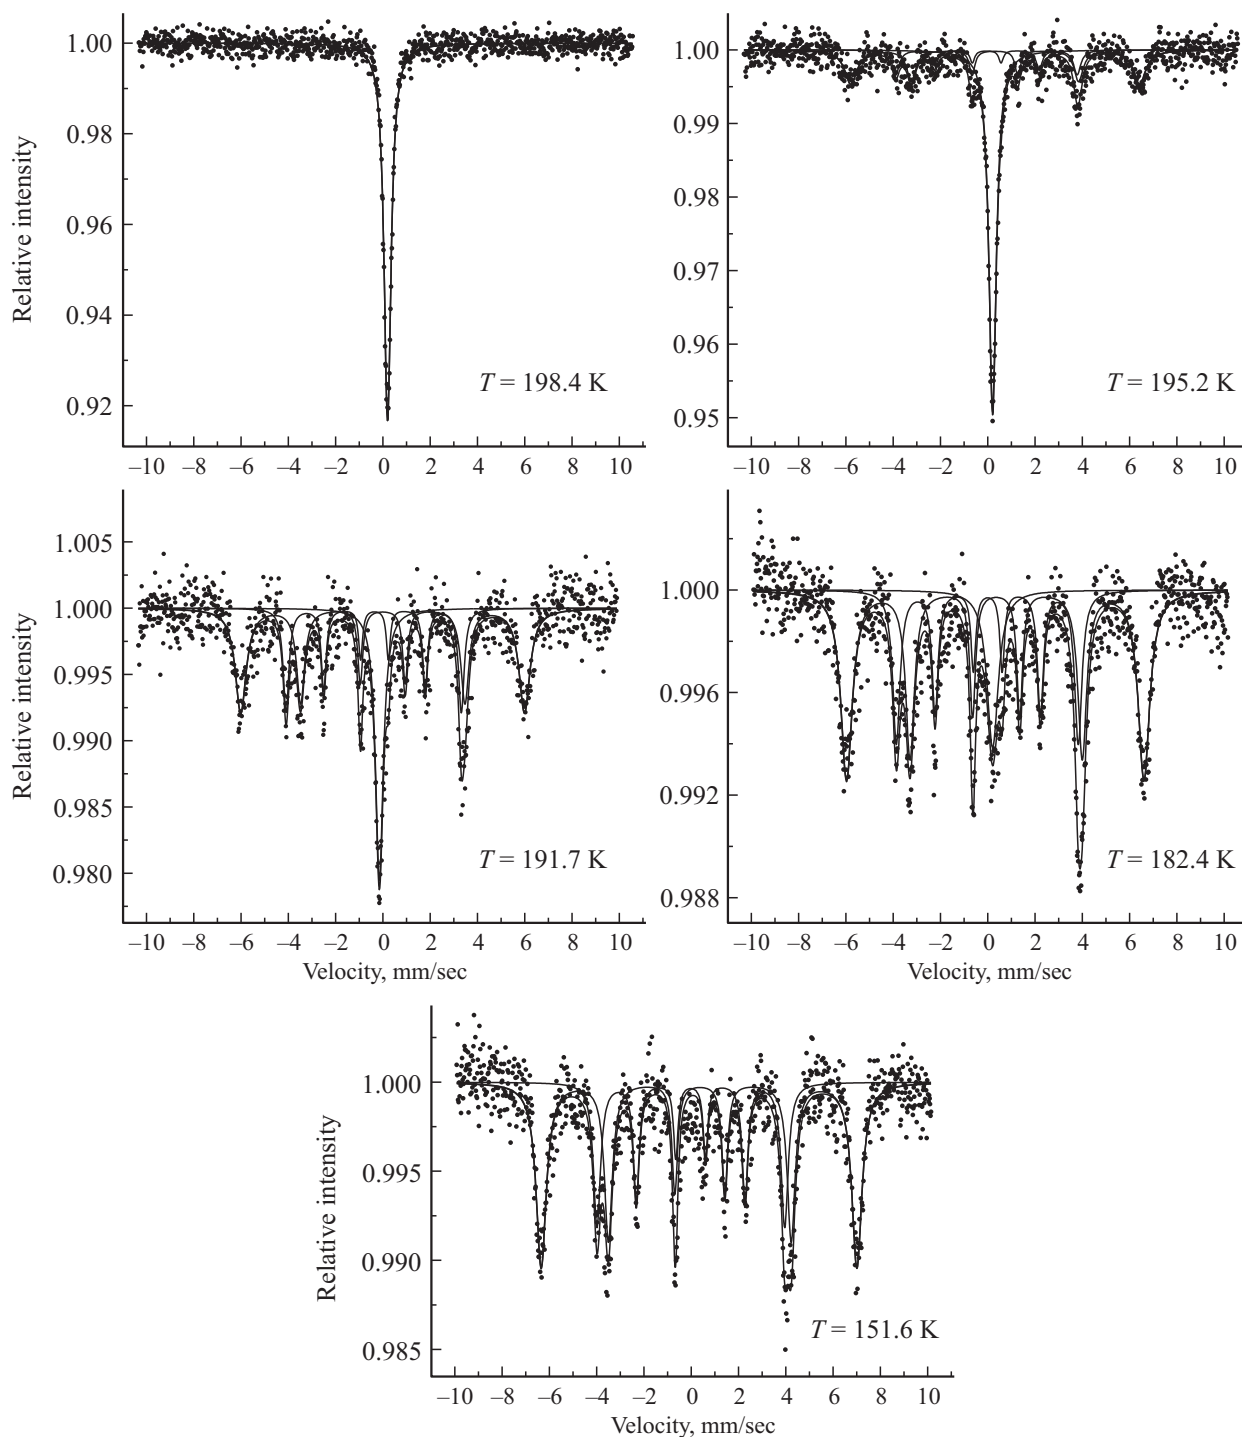 Relative intensity
1.00
0.98
0.96
0.94
0.92
T = 198.4 K
–10 –8 –6 –4 –2 0 2 4 6 8 10
1.00
0.99
0.98
0.97
0.96
0.95
T = 195.2 K
–10 –8 –6 –4 –2 0 2 4 6 8 10
Relative intensity
1.005
1.000
0.995
0.990
0.985
0.980
T = 191.7 K
–10 –8 –6 –4 –2 0 2 4 6 8 10
Velocity, mm/sec
1.000
0.996
0.992
0.988
T = 182.4 K
–10 –8 –6 –4 –2 0 2 4 6 8 10
Velocity, mm/sec
Relative intensity
1.000
0.995
0.990
0.985
T = 151.6 K
–10 –8 –6 –4 –2 0 2 4 6 8 10
Velocity, mm/sec